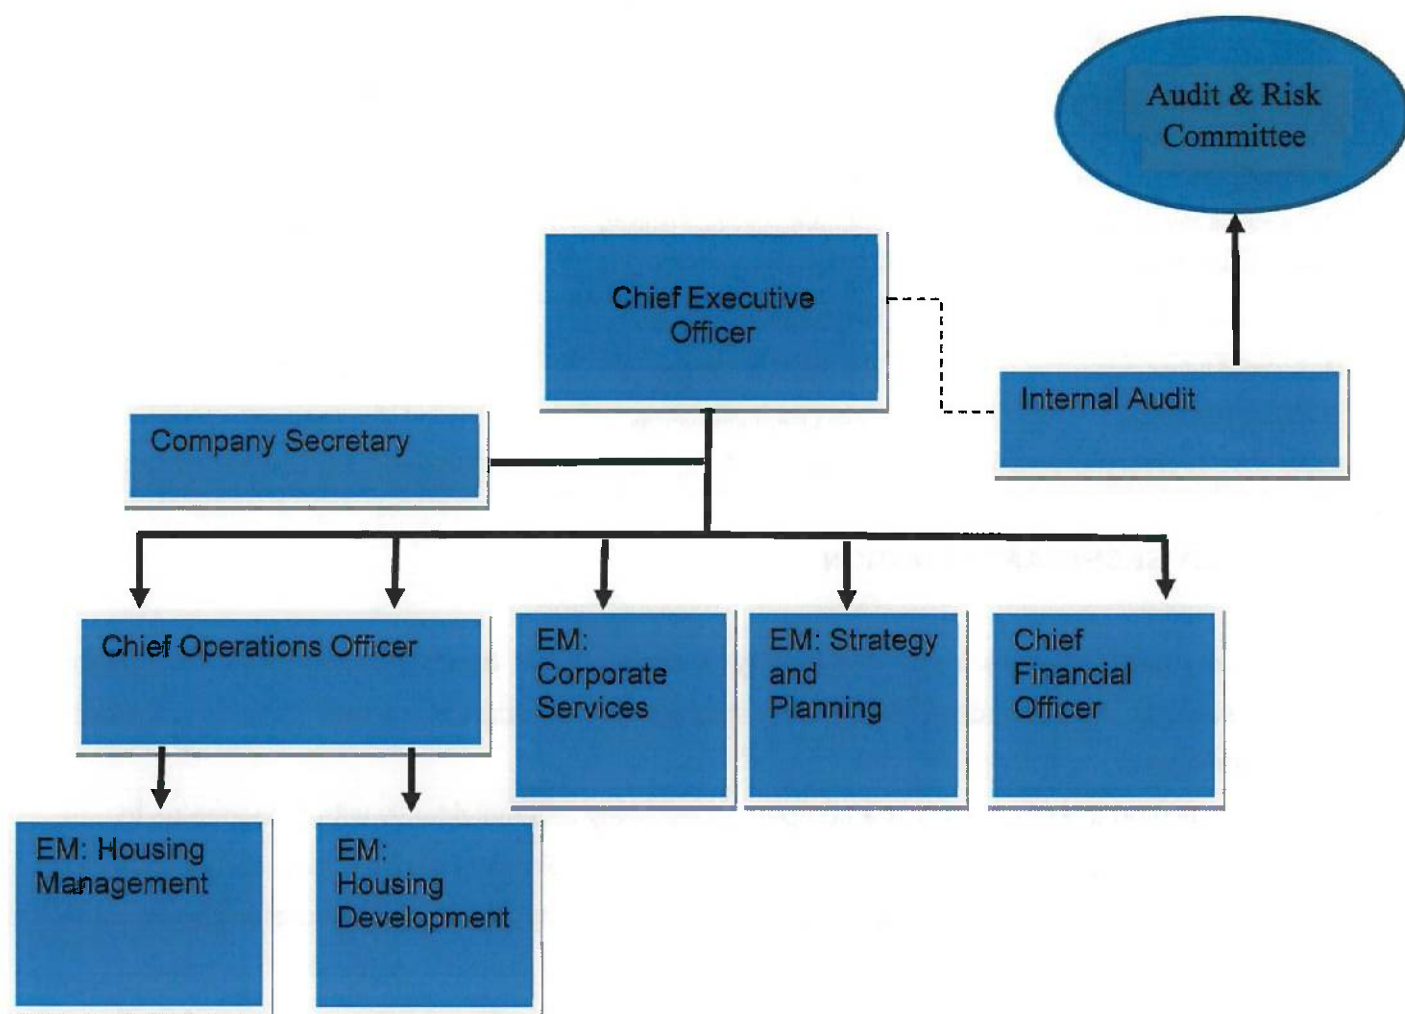 Audit & Risk
Committee
Chief Executive
Officer
Internal Audit
Company Secretary
Chief Operations Officer
EM:
Corporate
Services
EM: Strategy
and
Planning
Chief
Financial
Officer
EM: Housing
Management
EM:
Housing
Development